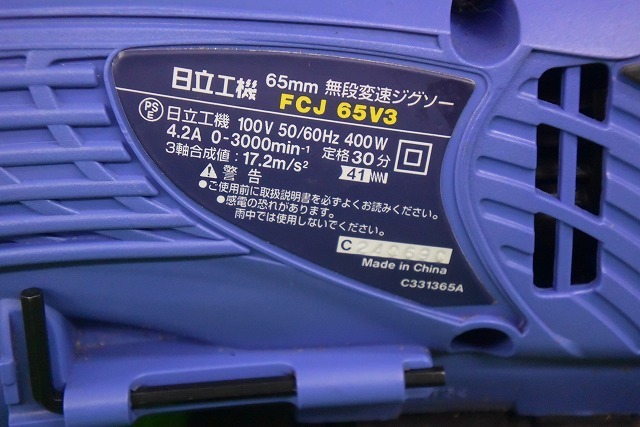 日立工機 65mm 無段変速ジグソー
FCJ 65V3
PS
E
日立工機 100V 50/60Hz 400W
4.2A 0-3000min⁻¹ 定格30分
3軸合成値:17.2m/s²
41
警告
●ご使用前に取扱説明書を必ずよくお読みください。
●感電の恐れがあります。
雨中では使用しないでください。
C
Made in China
C331365A